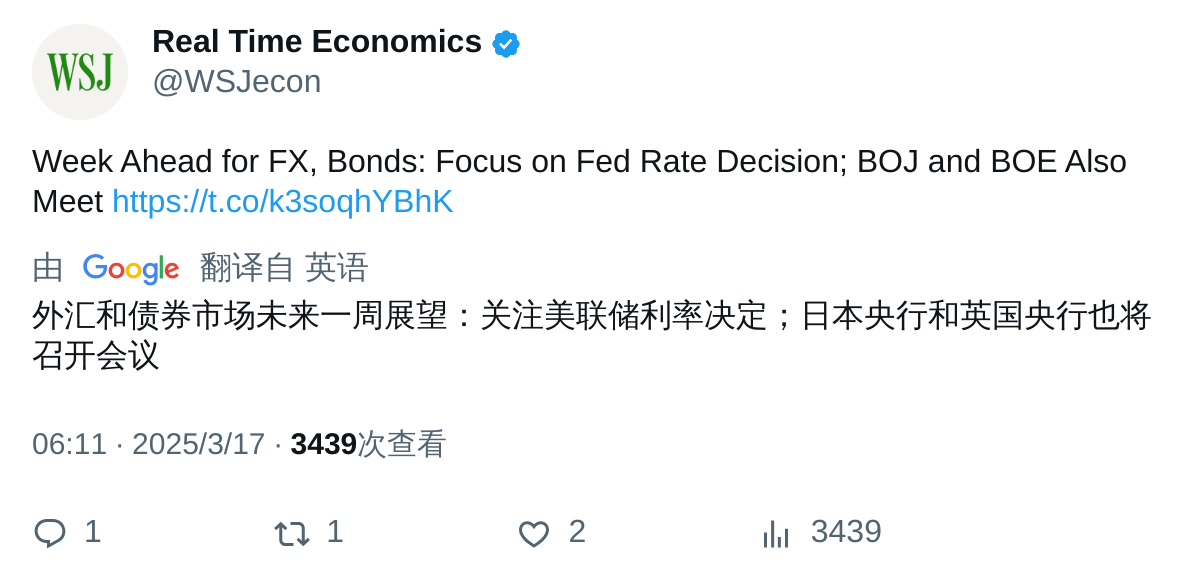 WSJ
Real Time Economics
@WSJecon
Week Ahead for FX, Bonds: Focus on Fed Rate Decision; BOJ and BOE Also
Meet https://t.co/k3soqhYBhK
由 Google 翻译自 英语
外汇和债券市场未来一周展望：关注美联储利率决定；日本央行和英国央行也将
召开会议
06:11 · 2025/3/17 · 3439次查看
1 1 2 3439